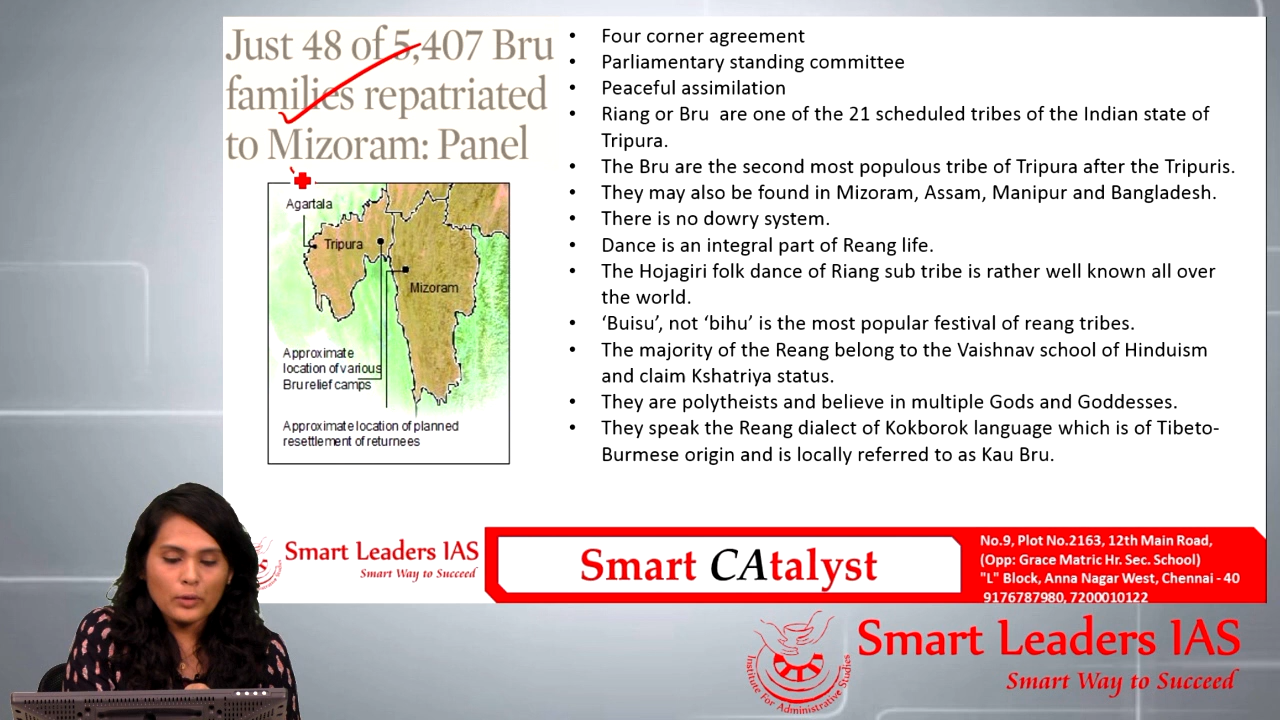 Just 48 of 5,407 Bru
families repatriated
to Mizoram: Panel
Agartala
Tripura
Mizoram
Approximate
location of various
Bru relief camps
Approximate location of planned
resettlement of returnees
• Four corner agreement
• Parliamentary standing committee
• Peaceful assimilation
• Riang or Bru are one of the 21 scheduled tribes of the Indian state of
Tripura.
• The Bru are the second most populous tribe of Tripura after the Tripuris.
• They may also be found in Mizoram, Assam, Manipur and Bangladesh.
• There is no dowry system.
• Dance is an integral part of Reang life.
• The Hojagiri folk dance of Riang sub tribe is rather well known all over
the world.
• ‘Buisu’, not ‘bihu’ is the most popular festival of reang tribes.
• The majority of the Reang belong to the Vaishnav school of Hinduism
and claim Kshatriya status.
• They are polytheists and believe in multiple Gods and Goddesses.
• They speak the Reang dialect of Kokborok language which is of Tibeto-
Burmese origin and is locally referred to as Kau Bru.
Smart Leaders IAS
Smart Way to Succeed
Smart CAtalyst
No.9, Plot No.2163, 12th Main Road,
(Opp: Grace Matric Hr. Sec. School)
"L" Block, Anna Nagar West, Chennai - 40
9176787980, 7200010122
Institute For Administrative Studies
Smart Leaders IAS
Smart Way to Succeed